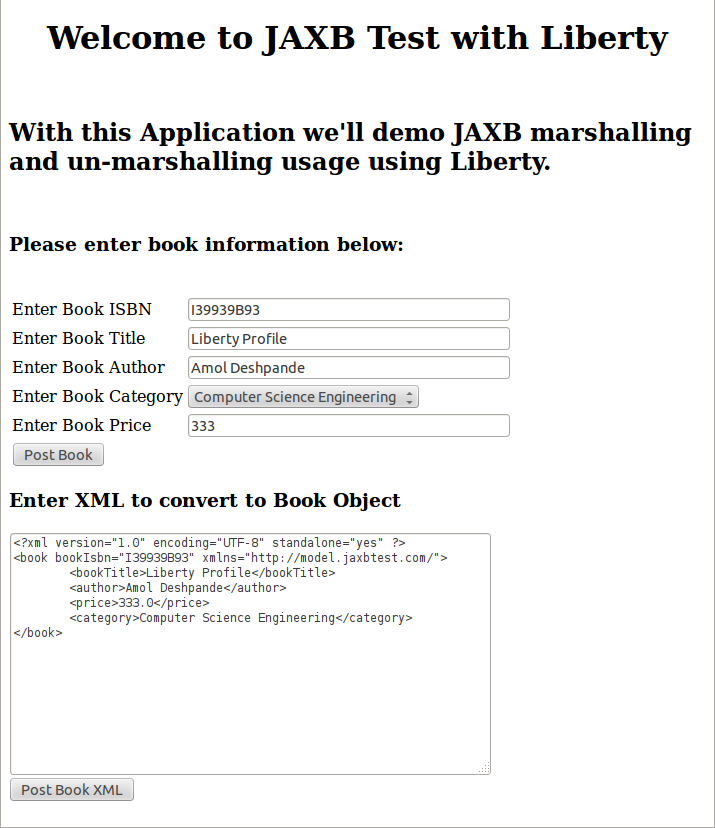 Welcome to JAXB Test with Liberty
With this Application we'll demo JAXB marshalling
and un-marshalling usage using Liberty.
Please enter book information below:
Enter Book ISBN I39939B93
Enter Book Title Liberty Profile
Enter Book Author Amol Deshpande
Enter Book Category Computer Science Engineering
Enter Book Price 333
Post Book
Enter XML to convert to Book Object
<?xml version="1.0" encoding="UTF-8" standalone="yes" ?>
<book bookIsbn="I39939B93" xmlns="http://model.jaxbtest.com/">
        <bookTitle>Liberty Profile</bookTitle>
        <author>Amol Deshpande</author>
        <price>333.0</price>
        <category>Computer Science Engineering</category>
</book>
Post Book XML